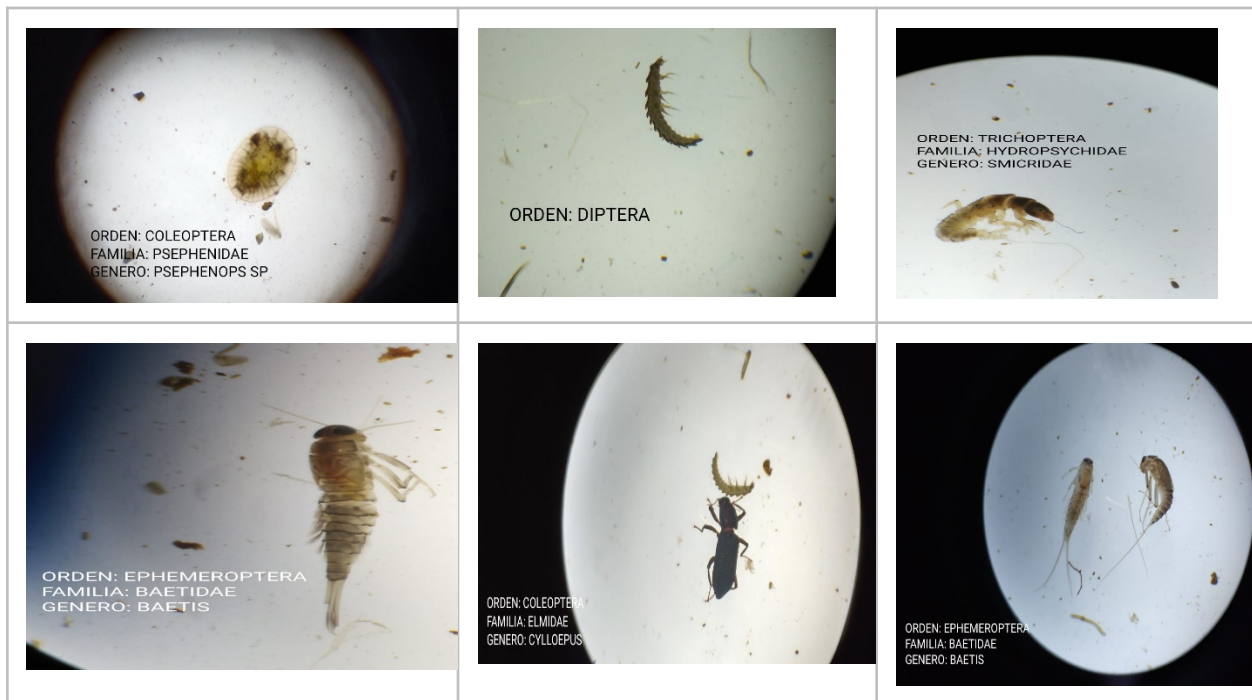 ORDEN: COLEOPTERA
FAMILIA: PSEPHENIDAE
GENERO: PSEPHENOPS SP
ORDEN: DIPTERA
ORDEN: TRICHOPTERA
FAMILIA; HYDROPSYCHIDAE
GENERO: SMICRIDAE
ORDEN: EPHEMEROPTERA
FAMILIA: BAETIDAE
GENERO: BAETIS
ORDEN: COLEOPTERA
FAMILIA: ELMIDAE
GENERO: CYLLOEPUS
ORDEN: EPHEMEROPTERA
FAMILIA: BAETIDAE
GENERO: BAETIS